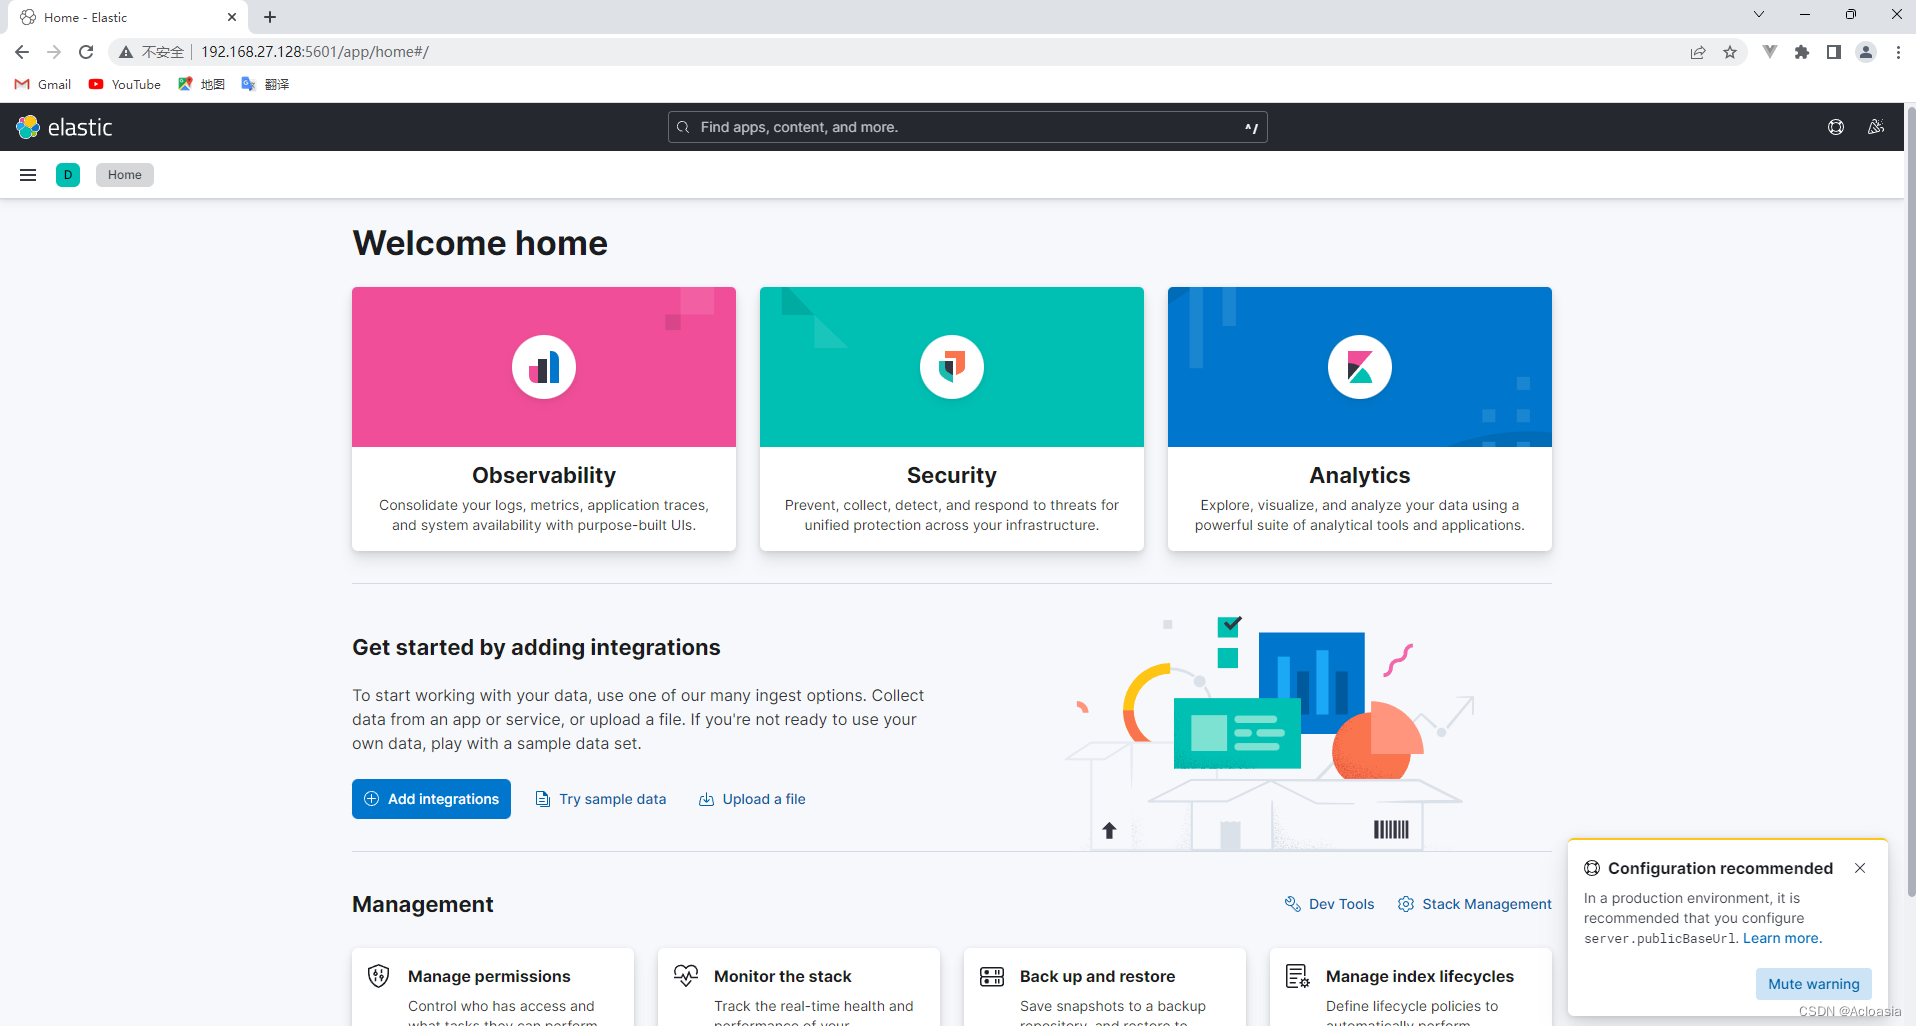 Home - Elastic
不安全 192.168.27.128:5601/app/home#/
Gmail YouTube 地图 翻译
elastic
Find apps, content, and more. ^/
D Home
Welcome home
Observability
Consolidate your logs, metrics, application traces,
and system availability with purpose-built UIs.
Security
Prevent, collect, detect, and respond to threats for
unified protection across your infrastructure.
Analytics
Explore, visualize, and analyze your data using a
powerful suite of analytical tools and applications.
Get started by adding integrations
To start working with your data, use one of our many ingest options. Collect
data from an app or service, or upload a file. If you're not ready to use your
own data, play with a sample data set.
Add integrations Try sample data Upload a file
Management
Dev Tools Stack Management
Manage permissions
Control who has access and
what tasks they can perform
Monitor the stack
Track the real-time health and
performance of your
Back up and restore
Save snapshots to a backup
repository, and restore to
Manage index lifecycles
Define lifecycle policies to
automatically perform
Configuration recommended
In a production environment, it is
recommended that you configure
server.publicBaseUrl. Learn more.
Mute warning
CSDN @Acloasia